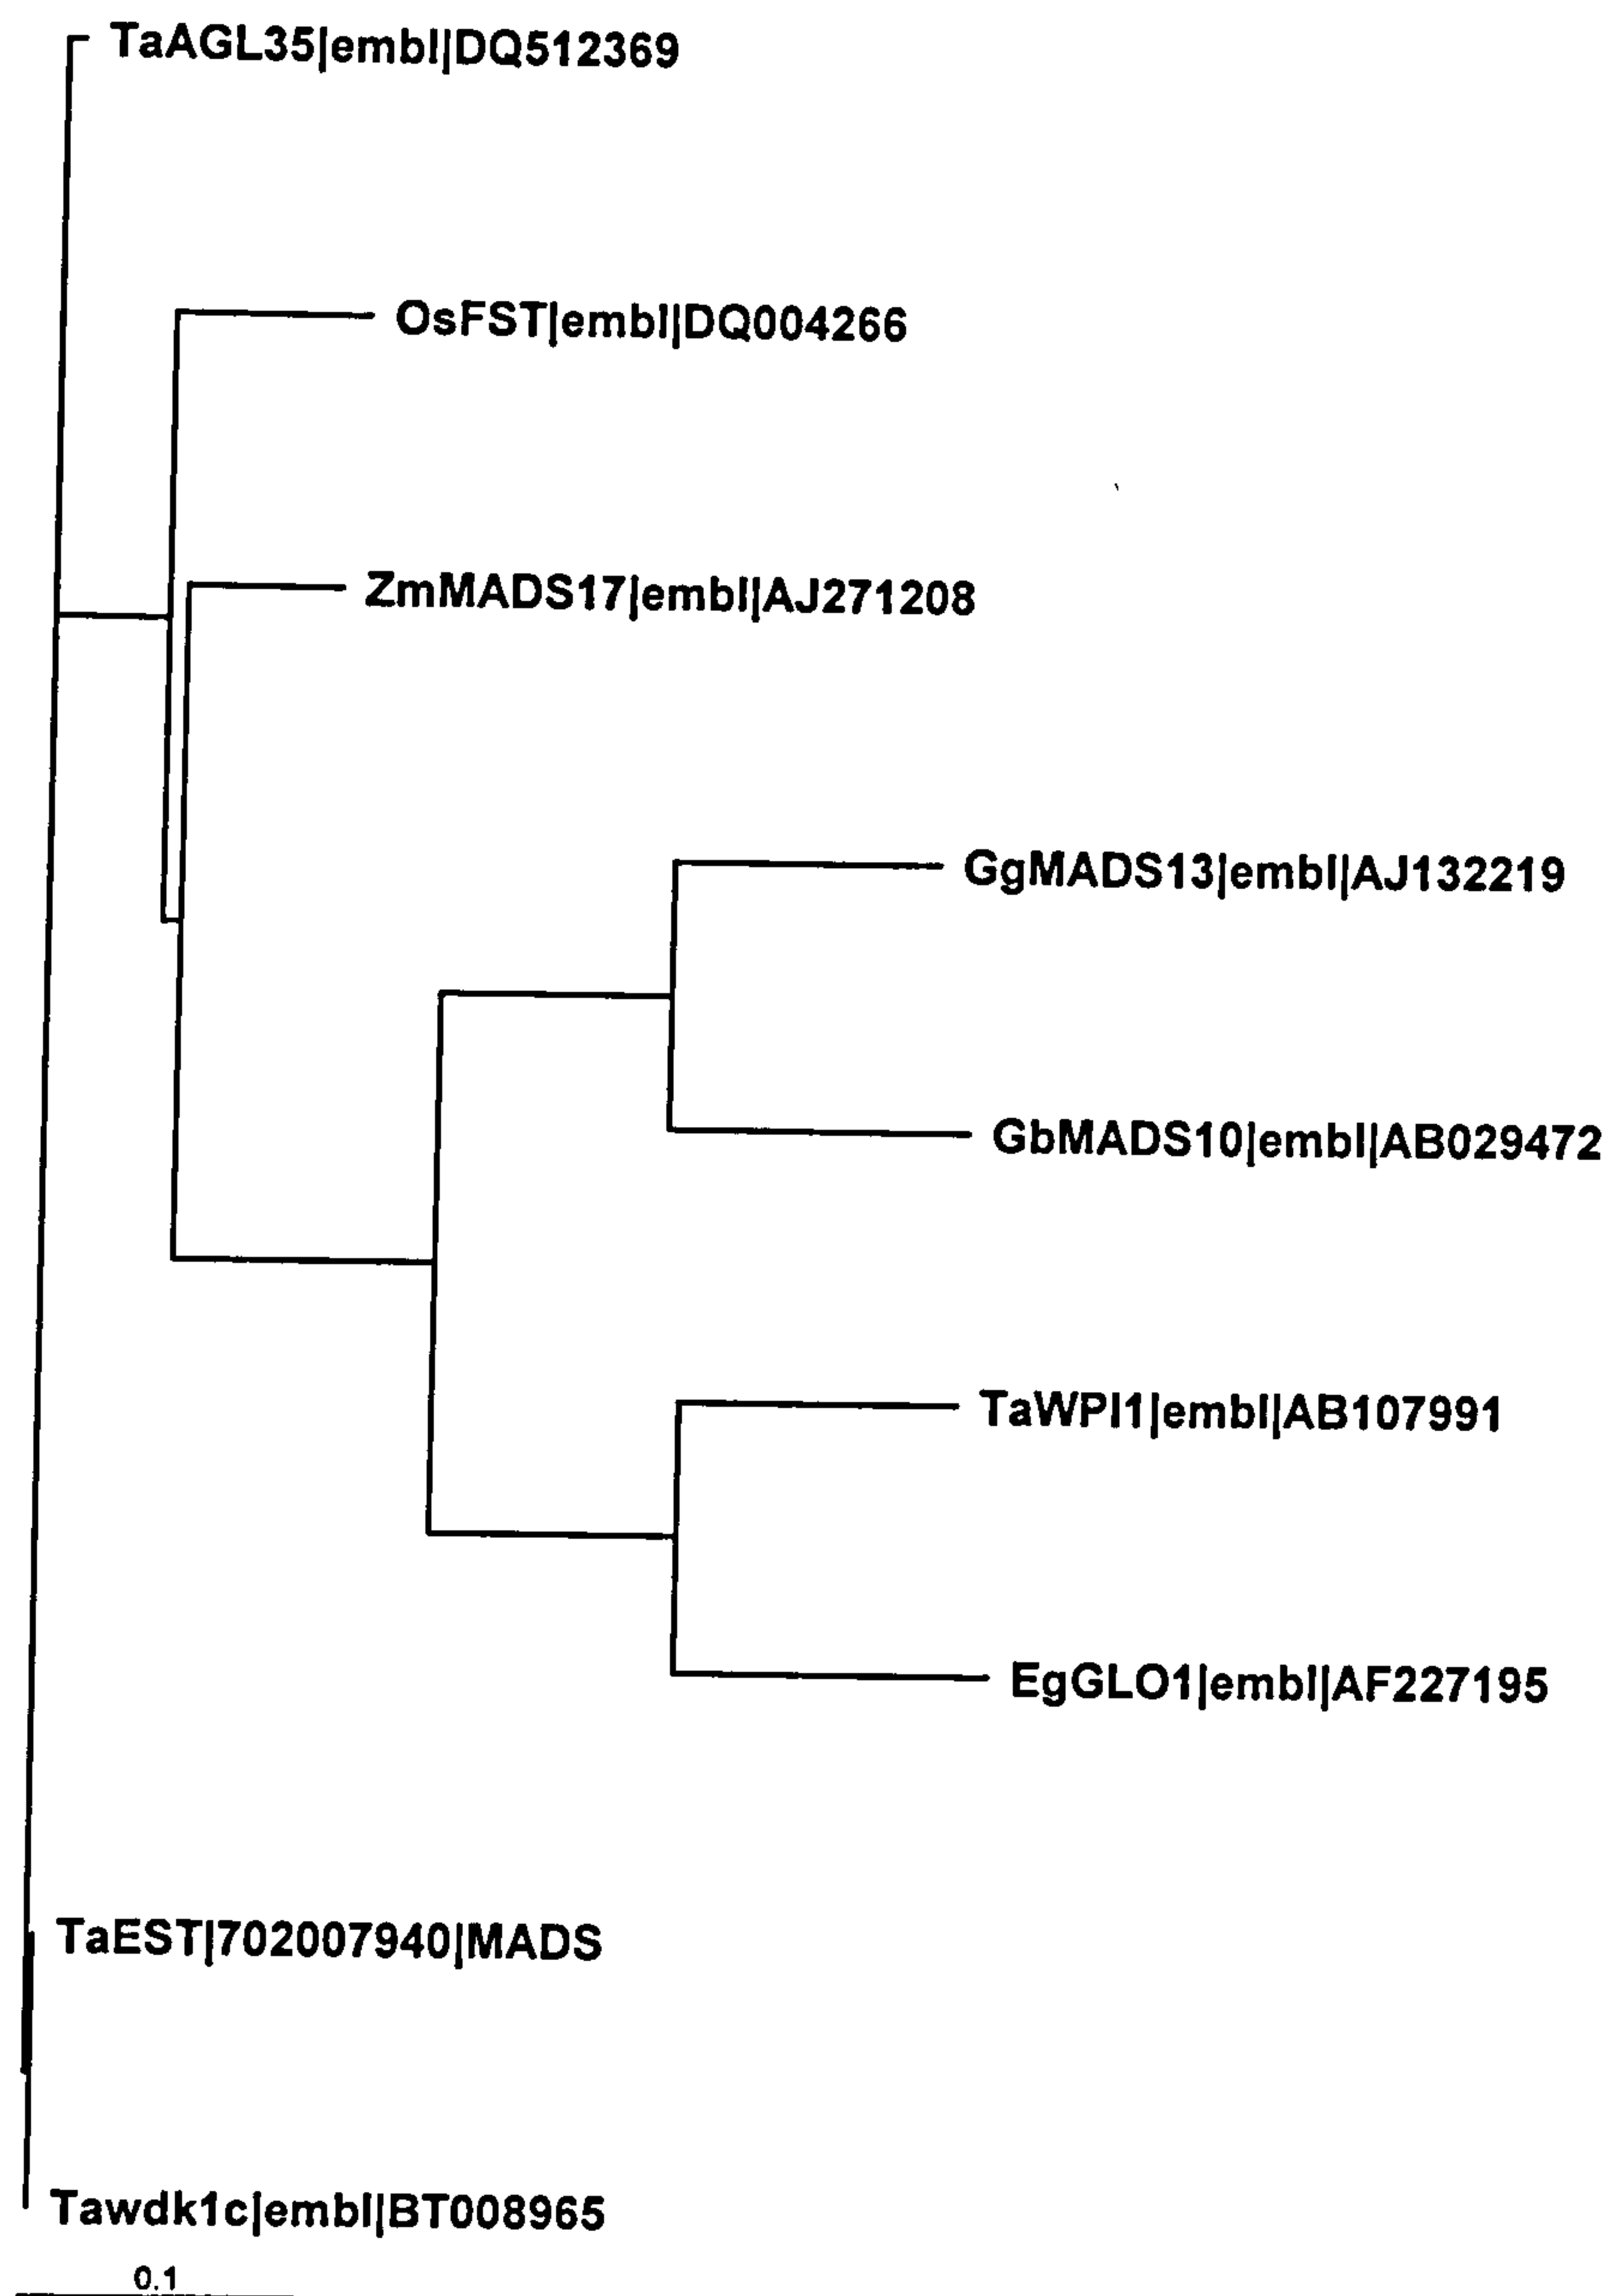 TaAGL35|embl|DQ512369
OsFST|embl|DQ004266
ZmMADS17|embl|AJ271208
GgMADS13|embl|AJ132219
GbMADS10|embl|AB029472
TaWPI1|embl|AB107991
EgGLO1|embl|AF227195
TaEST|702007940|MADS
Tawdk1c|embl|BT008965
0.1